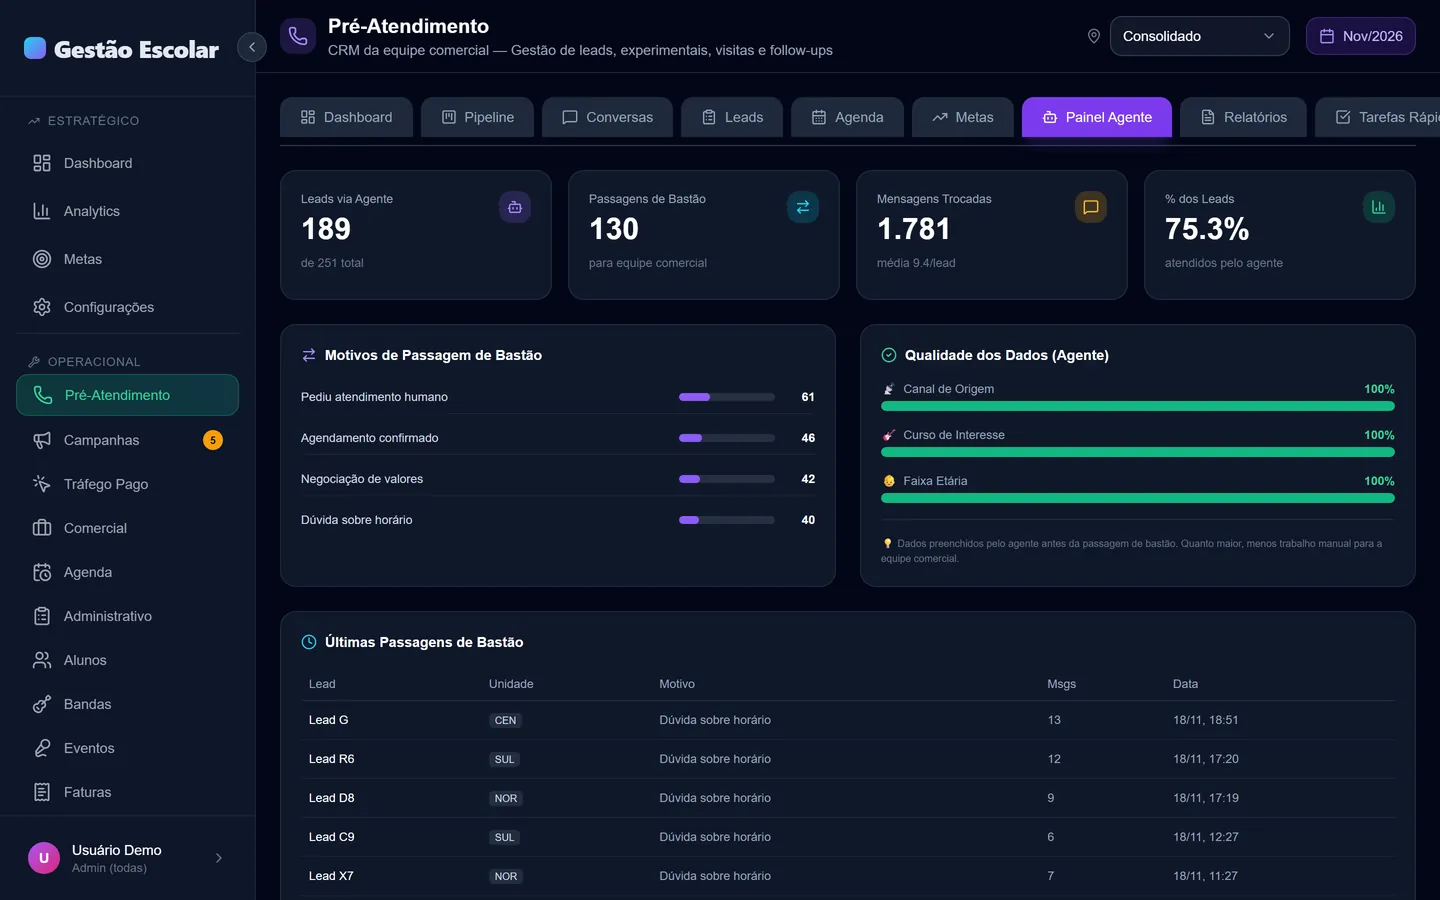 Gestão Escolar
ESTRATÉGICO
Dashboard
Analytics
Metas
Configurações
OPERACIONAL
Pré-Atendimento
Campanhas
5
Tráfego Pago
Comercial
Agenda
Administrativo
Alunos
Bandas
Eventos
Faturas
U
Usuário Demo
Admin (todas)
Pré-Atendimento
CRM da equipe comercial — Gestão de leads, experimentais, visitas e follow-ups
Consolidado
Nov/2026
Dashboard
Pipeline
Conversas
Leads
Agenda
Metas
Painel Agente
Relatórios
Tarefas Rápi
Leads via Agente
189
de 251 total
Passagens de Bastão
130
para equipe comercial
Mensagens Trocadas
1.781
média 9.4/lead
% dos Leads
75.3%
atendidos pelo agente
Motivos de Passagem de Bastão
Pediu atendimento humano 61
Agendamento confirmado 46
Negociação de valores 42
Dúvida sobre horário 40
Qualidade dos Dados (Agente)
Canal de Origem 100%
Curso de Interesse 100%
Faixa Etária 100%
Dados preenchidos pelo agente antes da passagem de bastão. Quanto maior, menos trabalho manual para a
equipe comercial.
Últimas Passagens de Bastão
Lead Unidade Motivo Msgs Data
Lead G CEN Dúvida sobre horário 13 18/11, 18:51
Lead R6 SUL Dúvida sobre horário 12 18/11, 17:20
Lead D8 NOR Dúvida sobre horário 9 18/11, 17:19
Lead C9 SUL Dúvida sobre horário 6 18/11, 12:27
Lead X7 NOR Dúvida sobre horário 7 18/11, 11:27